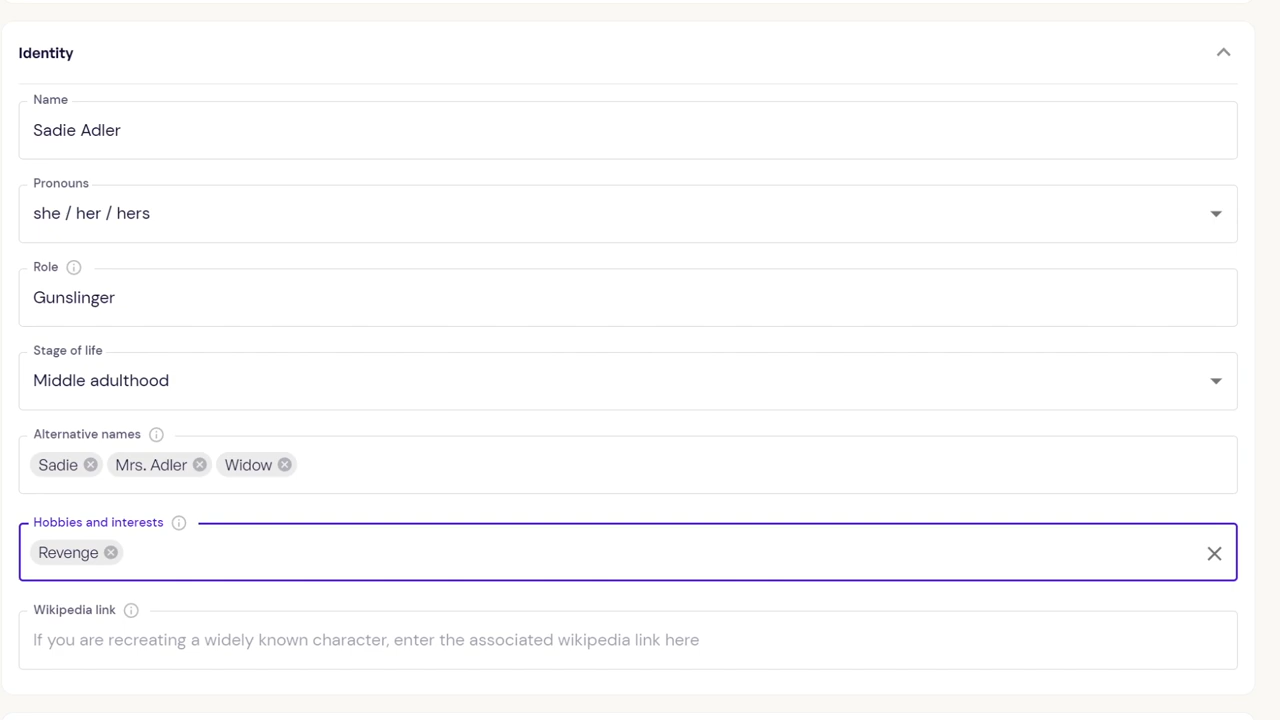 Identity
Name
Sadie Adler
Pronouns
she / her / hers
Role
Gunslinger
Stage of life
Middle adulthood
Alternative names
Sadie Mrs. Adler Widow
Hobbies and interests
Revenge
Wikipedia link
If you are recreating a widely known character, enter the associated wikipedia link here